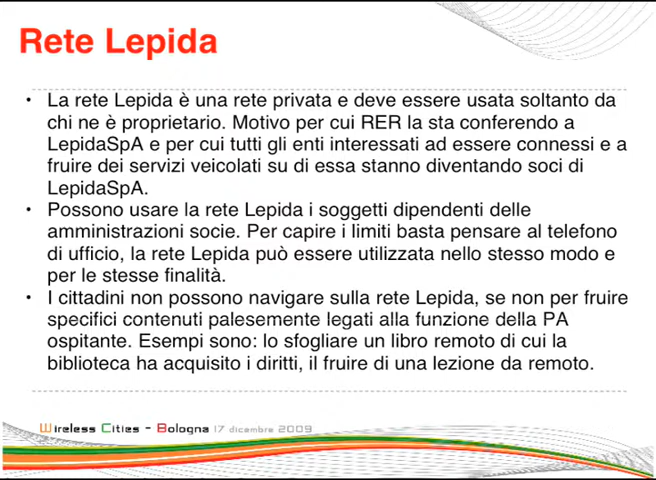 Rete Lepida
• La rete Lepida è una rete privata e deve essere usata soltanto da
chi ne è proprietario. Motivo per cui RER la sta conferendo a
LepidaSpA e per cui tutti gli enti interessati ad essere connessi e a
fruire dei servizi veicolati su di essa stanno diventando soci di
LepidaSpA.
• Possono usare la rete Lepida i soggetti dipendenti delle
amministrazioni socie. Per capire i limiti basta pensare al telefono
di ufficio, la rete Lepida può essere utilizzata nello stesso modo e
per le stesse finalità.
• I cittadini non possono navigare sulla rete Lepida, se non per fruire
specifici contenuti palesemente legati alla funzione della PA
ospitante. Esempi sono: lo sfogliare un libro remoto di cui la
biblioteca ha acquisito i diritti, il fruire di una lezione da remoto.
Wireless Cities - Bologna 17 dicembre 2009